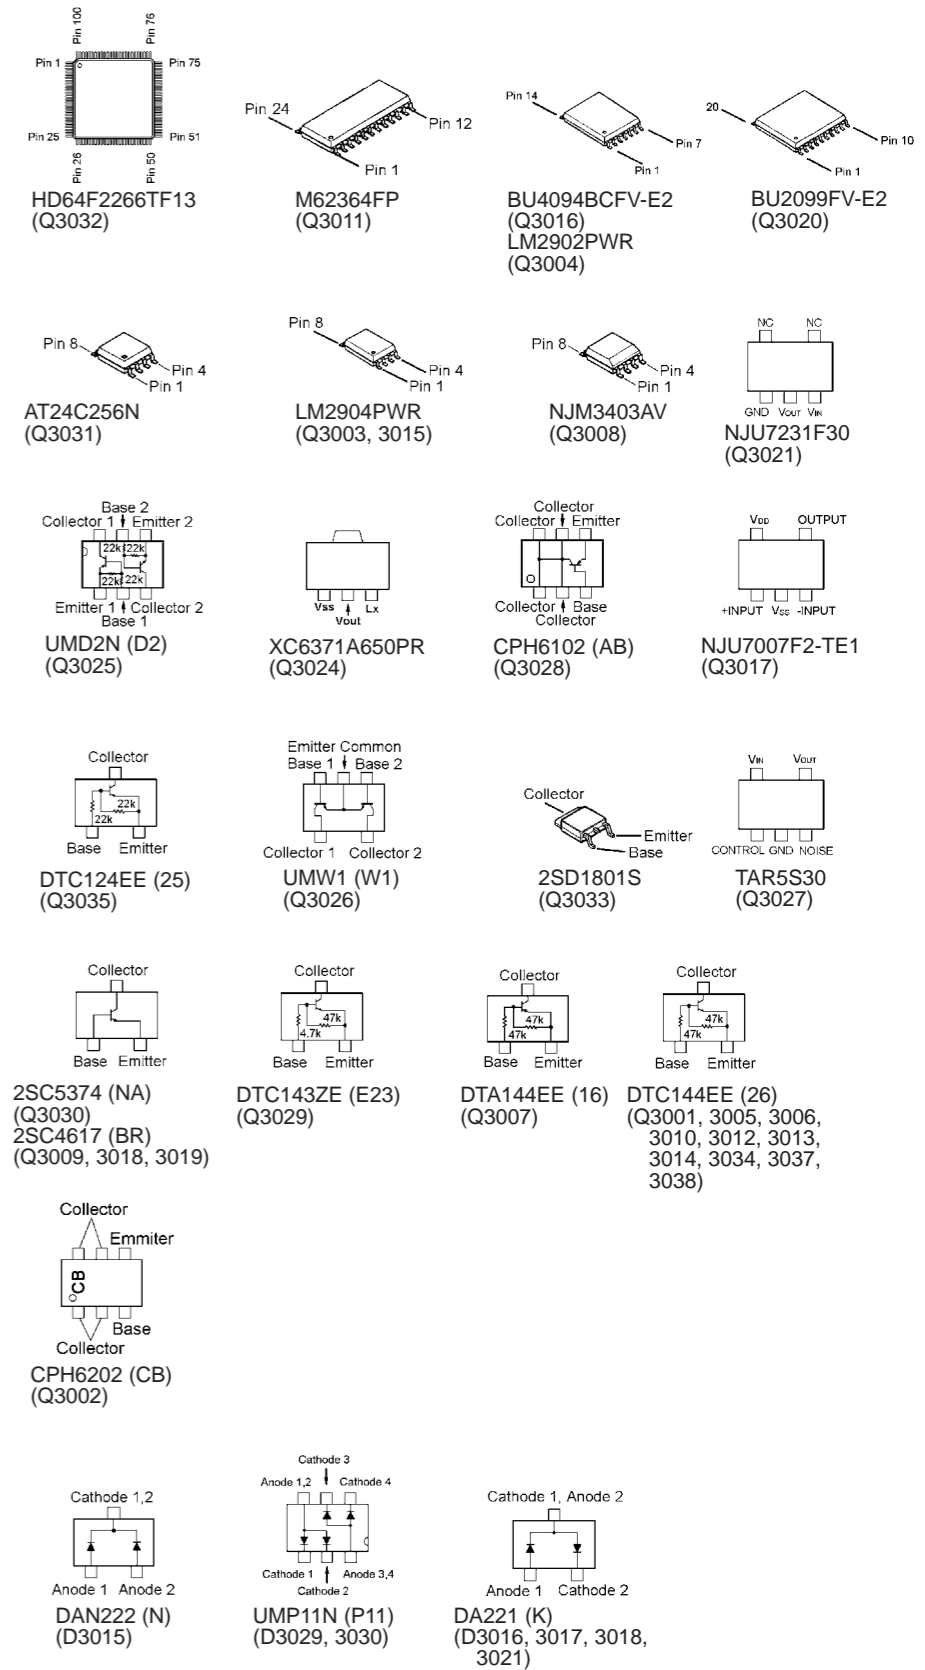 Pin 100
Pin 76
Pin 1
Pin 75
Pin 25
Pin 51
Pin 26
Pin 50
HD64F2266TF13
(Q3032)
Pin 24
Pin 12
Pin 1
M62364FP
(Q3011)
Pin 14
Pin 7
Pin 1
BU4094BCFV-E2
(Q3016)
LM2902PWR
(Q3004)
20
Pin 10
Pin 1
BU2099FV-E2
(Q3020)
Pin 8
Pin 4
Pin 1
AT24C256N
(Q3031)
Pin 8
Pin 4
Pin 1
LM2904PWR
(Q3003, 3015)
Pin 8
Pin 4
Pin 1
NJM3403AV
(Q3008)
NC NC
GND VOUT VIN
NJU7231F30
(Q3021)
Base 2
Collector 1 Emitter 2
22k 22k
22k 22k
Emitter 1 Collector 2
Base 1
UMD2N (D2)
(Q3025)
Vss Lx
Vout
XC6371A650PR
(Q3024)
Collector
Collector Emitter
Collector Base
Collector
CPH6102 (AB)
(Q3028)
VDD OUTPUT
+INPUT VSS -INPUT
NJU7007F2-TE1
(Q3017)
Collector
22k
22k
Base Emitter
DTC124EE (25)
(Q3035)
Emitter Common
Base 1 Base 2
Collector 1 Collector 2
UMW1 (W1)
(Q3026)
Collector
Emitter
Base
2SD1801S
(Q3033)
VIN VOUT
CONTROL GND NOISE
TAR5S30
(Q3027)
Collector
Base Emitter
2SC5374 (NA)
(Q3030)
2SC4617 (BR)
(Q3009, 3018, 3019)
Collector
47k
4.7k
Base Emitter
DTC143ZE (E23)
(Q3029)
Collector
47k
47k
Base Emitter
DTA144EE (16)
(Q3007)
Collector
47k
47k
Base Emitter
DTC144EE (26)
(Q3001, 3005, 3006,
3010, 3012, 3013,
3014, 3034, 3037,
3038)
Collector
Emmiter
CB
Base
Collector
CPH6202 (CB)
(Q3002)
Cathode 1,2
Anode 1 Anode 2
DAN222 (N)
(D3015)
Cathode 3
Anode 1,2 Cathode 4
Cathode 1 Anode 3,4
Cathode 2
UMP11N (P11)
(D3029, 3030)
Cathode 1, Anode 2
Anode 1 Cathode 2
DA221 (K)
(D3016, 3017, 3018,
3021)